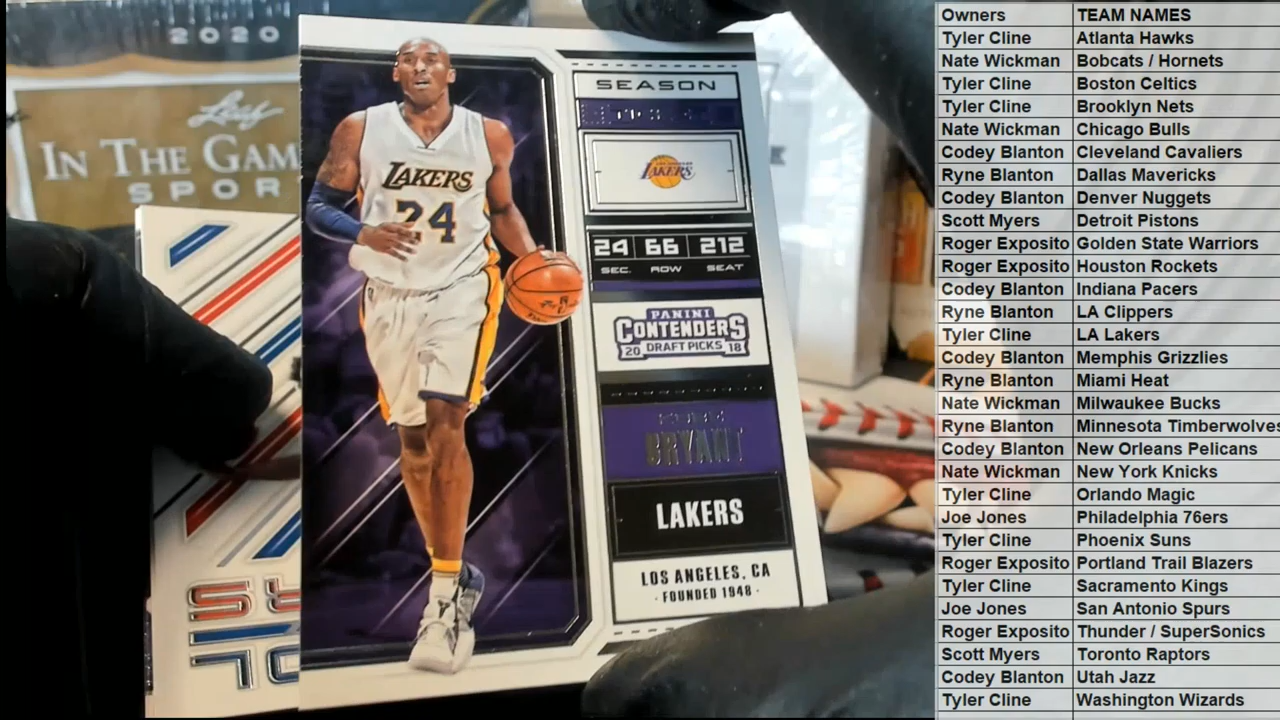 2020
Leaf
IN THE GAM
SPOR
SEASON
LAKERS
24 66 212
SEC. ROW SEAT
PANINI
CONTENDERS
20 DRAFT PICKS 18
BRYANT
LAKERS
LOS ANGELES, CA
· FOUNDED 1948 ·
LAKERS
24
Owners TEAM NAMES
Tyler Cline Atlanta Hawks
Nate Wickman Bobcats / Hornets
Tyler Cline Boston Celtics
Tyler Cline Brooklyn Nets
Nate Wickman Chicago Bulls
Codey Blanton Cleveland Cavaliers
Ryne Blanton Dallas Mavericks
Codey Blanton Denver Nuggets
Scott Myers Detroit Pistons
Roger Exposito Golden State Warriors
Roger Exposito Houston Rockets
Codey Blanton Indiana Pacers
Ryne Blanton LA Clippers
Tyler Cline LA Lakers
Codey Blanton Memphis Grizzlies
Ryne Blanton Miami Heat
Nate Wickman Milwaukee Bucks
Ryne Blanton Minnesota Timberwolves
Codey Blanton New Orleans Pelicans
Nate Wickman New York Knicks
Tyler Cline Orlando Magic
Joe Jones Philadelphia 76ers
Tyler Cline Phoenix Suns
Roger Exposito Portland Trail Blazers
Tyler Cline Sacramento Kings
Joe Jones San Antonio Spurs
Roger Exposito Thunder / SuperSonics
Scott Myers Toronto Raptors
Codey Blanton Utah Jazz
Tyler Cline Washington Wizards